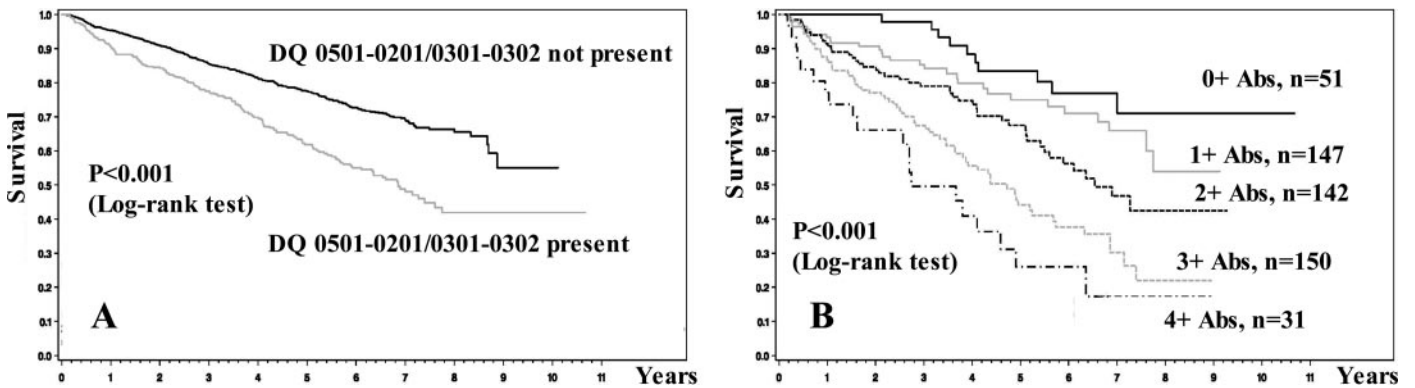 1.0
0.9
0.8
0.7
0.6
0.5
0.4
0.3
0.2
0.1
0.0
Survival
DQ 0501-0201/0301-0302 not present
P<0.001
(Log-rank test)
DQ 0501-0201/0301-0302 present
A
0 1 2 3 4 5 6 7 8 9 10 11 Years
1.0
0.9
0.8
0.7
0.6
0.5
0.4
0.3
0.2
0.1
0.0
Survival
0+ Abs, n=51
1+ Abs, n=147
2+ Abs, n=142
P<0.001
(Log-rank test)
3+ Abs, n=150
4+ Abs, n=31
B
0 1 2 3 4 5 6 7 8 9 10 11 Years